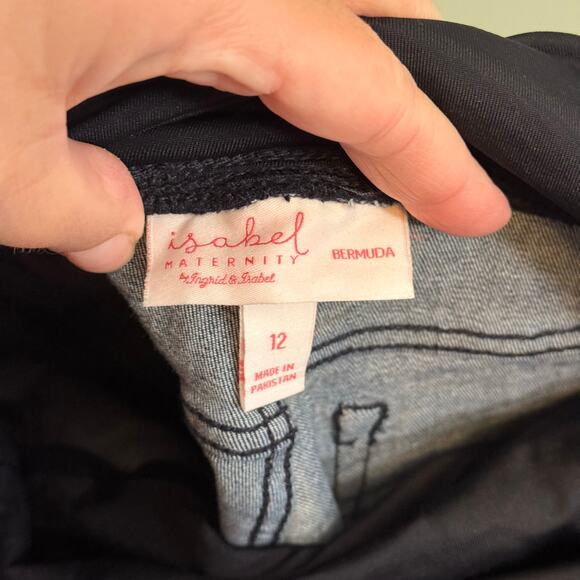 isabel
MATERNITY
by Ingrid & Isabel
BERMUDA
12
MADE IN
PAKISTAN